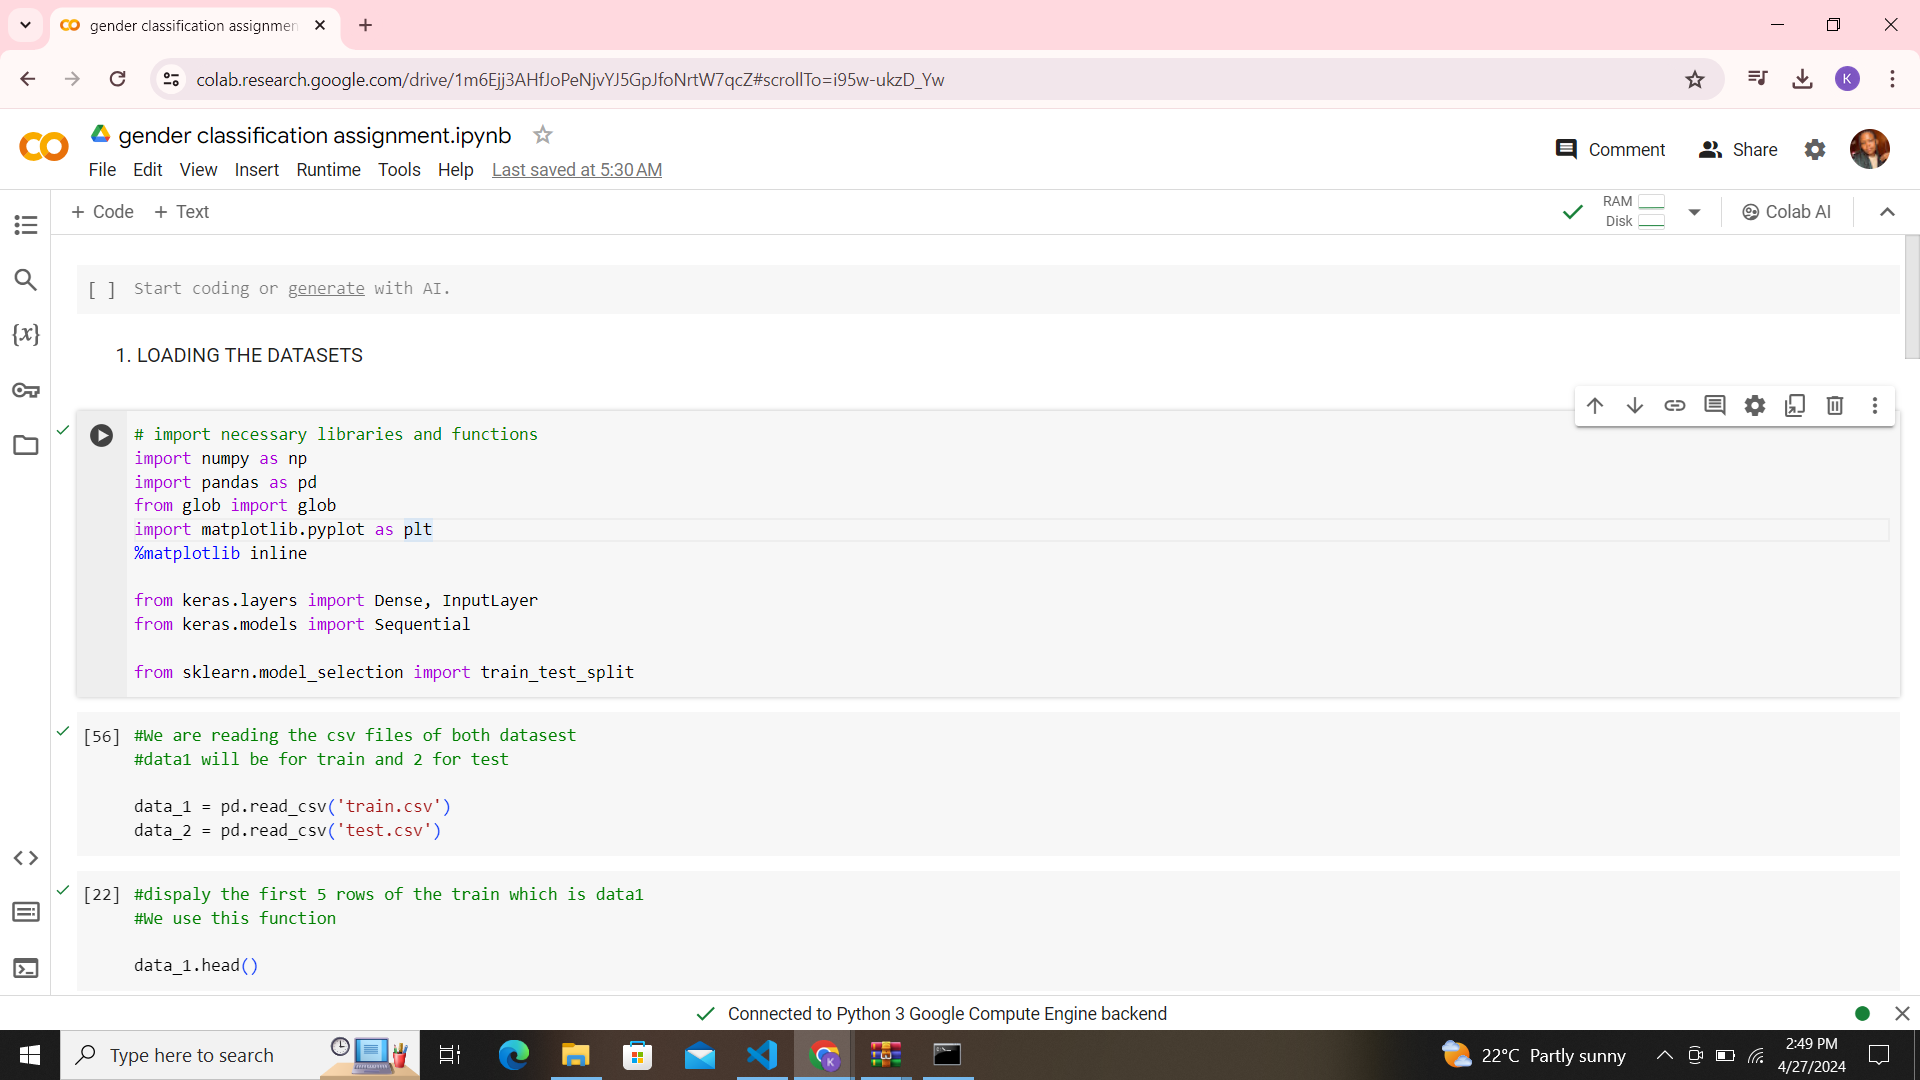 gender classification assignmen
colab.research.google.com/drive/1m6Ejj3AHfJoPeNjvYJ5GpJfoNrtW7qcZ#scrollTo=i95w-ukzD_Yw
K
gender classification assignment.ipynb
Comment
Share
File Edit View Insert Runtime Tools Help Last saved at 5:30 AM
+ Code + Text
RAM
Disk
Colab AI
[ ] Start coding or generate with AI.
1. LOADING THE DATASETS
# import necessary libraries and functions
import numpy as np
import pandas as pd
from glob import glob
import matplotlib.pyplot as plt
%matplotlib inline
from keras.layers import Dense, InputLayer
from keras.models import Sequential
from sklearn.model_selection import train_test_split
[56] #We are reading the csv files of both datasest
#data1 will be for train and 2 for test
data_1 = pd.read_csv('train.csv')
data_2 = pd.read_csv('test.csv')
[22] #dispaly the first 5 rows of the train which is data1
#We use this function
data_1.head()
Connected to Python 3 Google Compute Engine backend
Type here to search
22°C Partly sunny
2:49 PM
4/27/2024